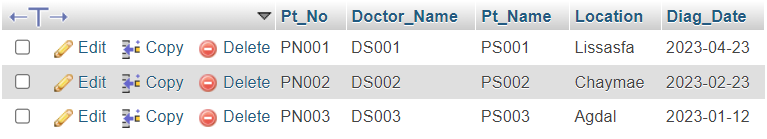 Pt_No Doctor_Name Pt_Name Location Diag_Date
Edit Copy Delete PN001 DS001 PS001 Lissasfa 2023-04-23
Edit Copy Delete PN002 DS002 PS002 Chaymae 2023-02-23
Edit Copy Delete PN003 DS003 PS003 Agdal 2023-01-12